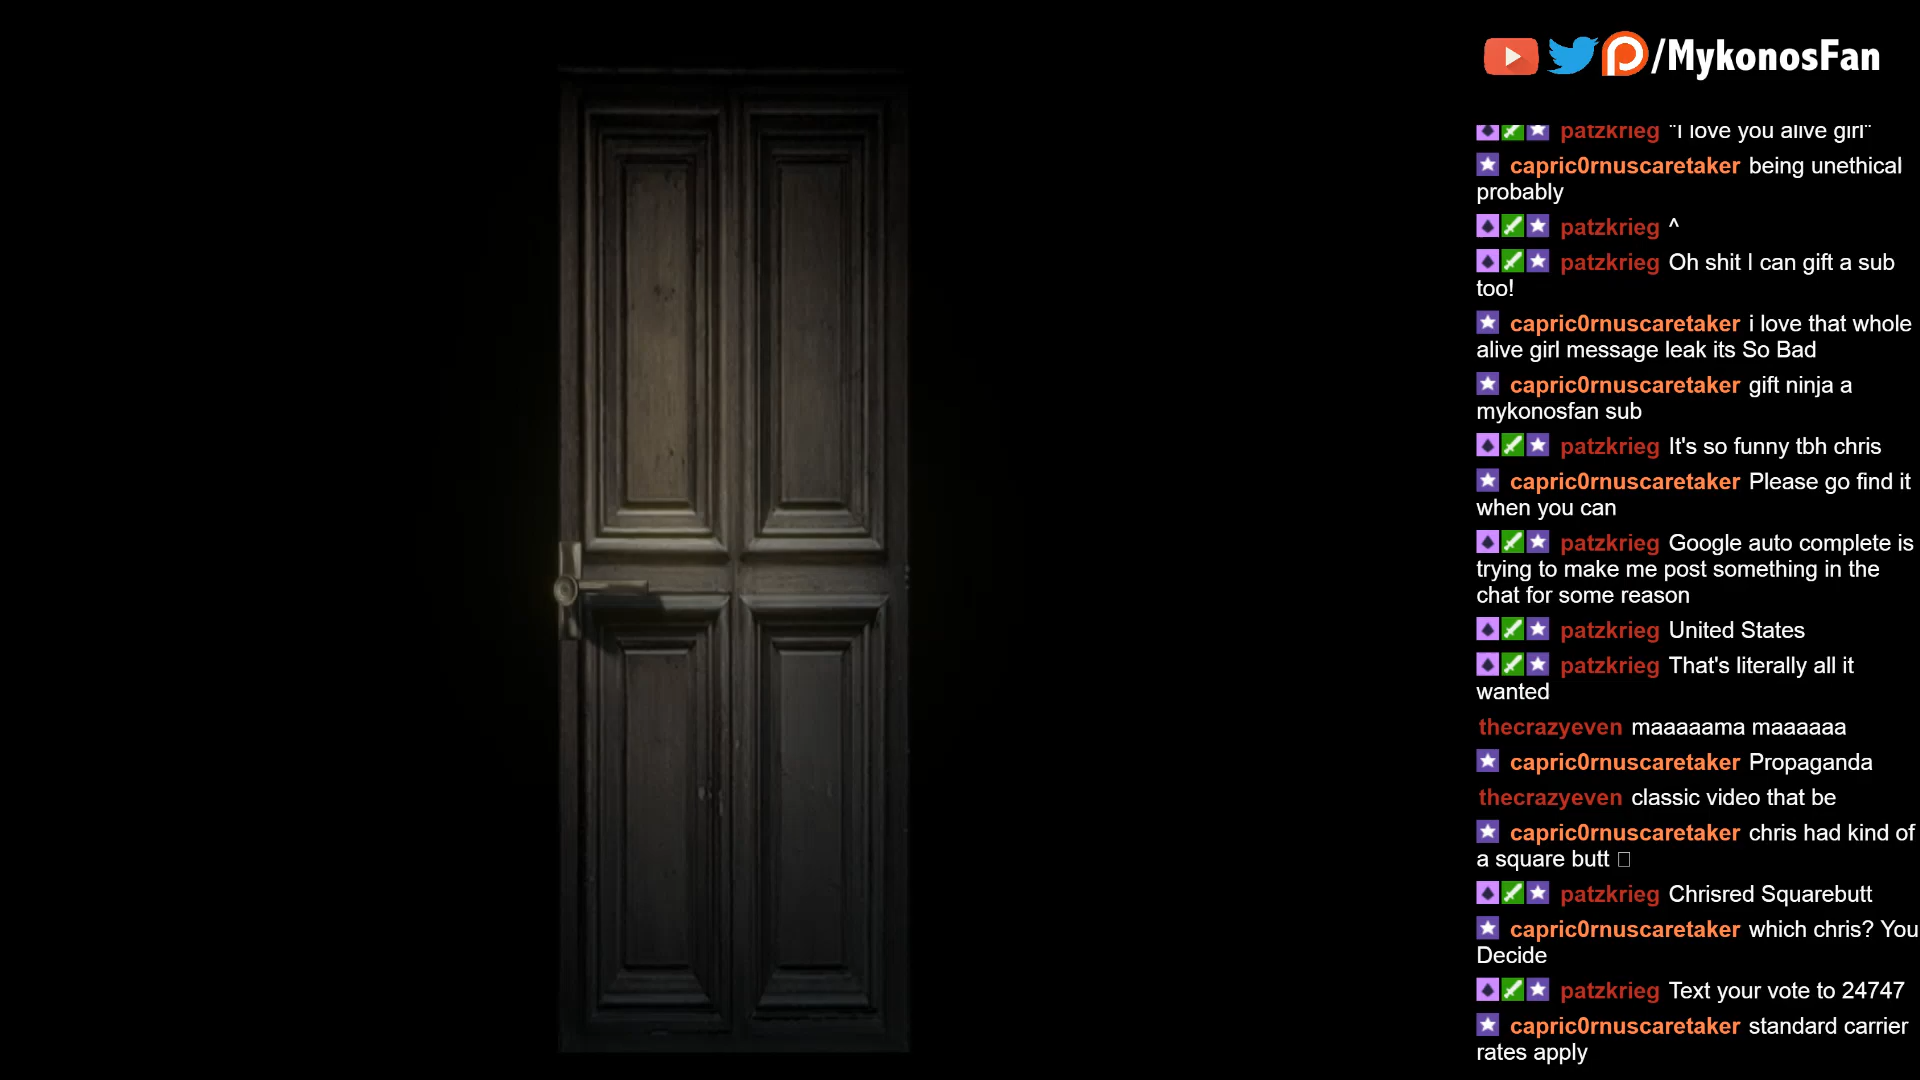 /MykonosFan
patzkrieg "I love you alive girl"
capric0rnuscaretaker being unethical
probably
patzkrieg ^
patzkrieg Oh shit I can gift a sub
too!
capric0rnuscaretaker i love that whole
alive girl message leak its So Bad
capric0rnuscaretaker gift ninja a
mykonosfan sub
patzkrieg It's so funny tbh chris
capric0rnuscaretaker Please go find it
when you can
patzkrieg Google auto complete is
trying to make me post something in the
chat for some reason
patzkrieg United States
patzkrieg That's literally all it
wanted
thecrazyeven maaaaama maaaaaa
capric0rnuscaretaker Propaganda
thecrazyeven classic video that be
capric0rnuscaretaker chris had kind of
a square butt
patzkrieg Chrisred Squarebutt
capric0rnuscaretaker which chris? You
Decide
patzkrieg Text your vote to 24747
capric0rnuscaretaker standard carrier
rates apply